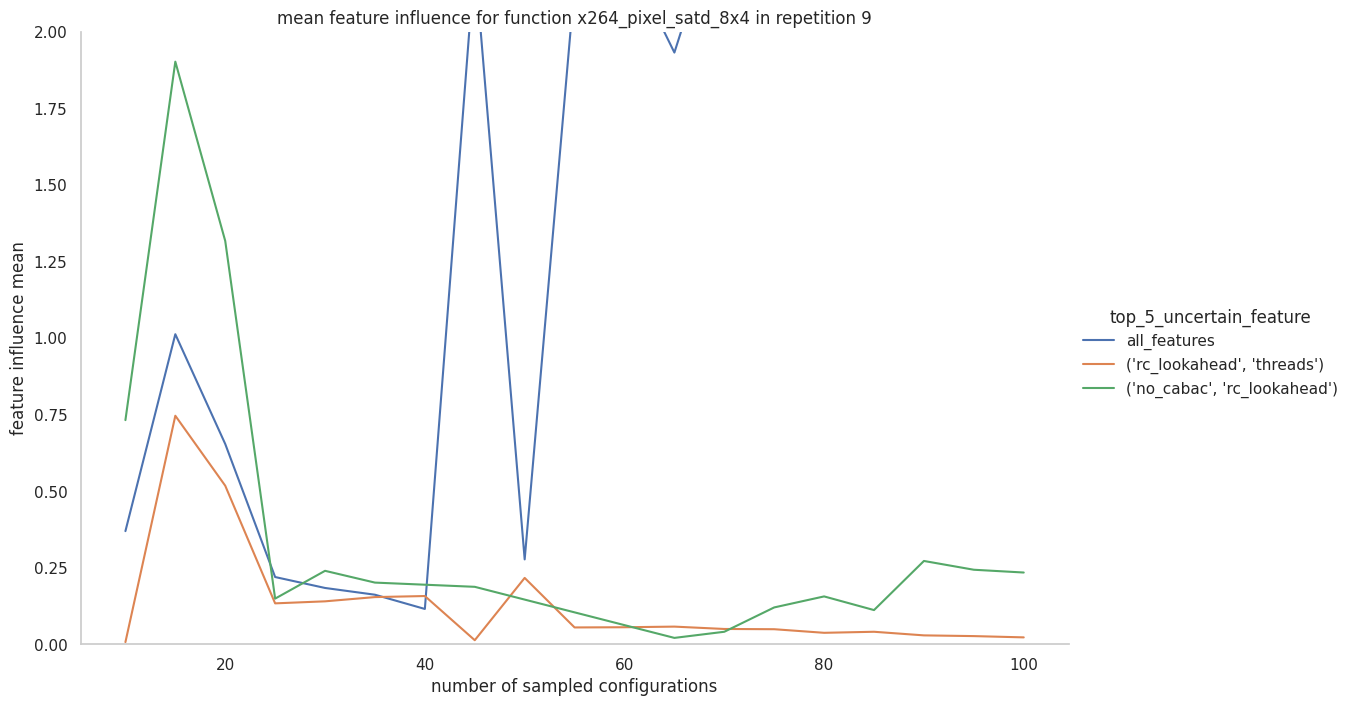 mean feature influence for function x264_pixel_satd_8x4 in repetition 9
2.00
1.75
1.50
1.25
1.00
0.75
0.50
0.25
0.00
feature influence mean
20
40
60
80
100
number of sampled configurations
top_5_uncertain_feature
all_features
('rc_lookahead', 'threads')
('no_cabac', 'rc_lookahead')